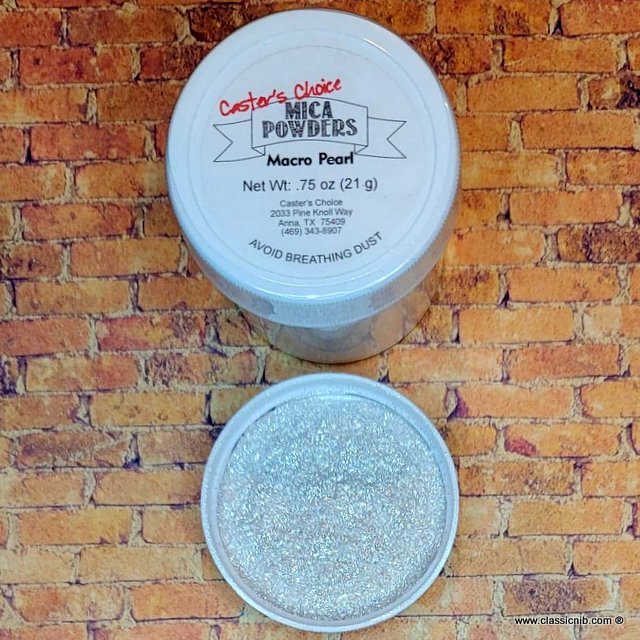 Caster's Choice
MICA
POWDERS
Macro Pearl
Net Wt: .75 oz (21 g)
Caster's Choice
2033 Pine Knoll Way
Anna, TX 75409
(469) 343-8907
AVOID BREATHING DUST
www.classicnib.com ®